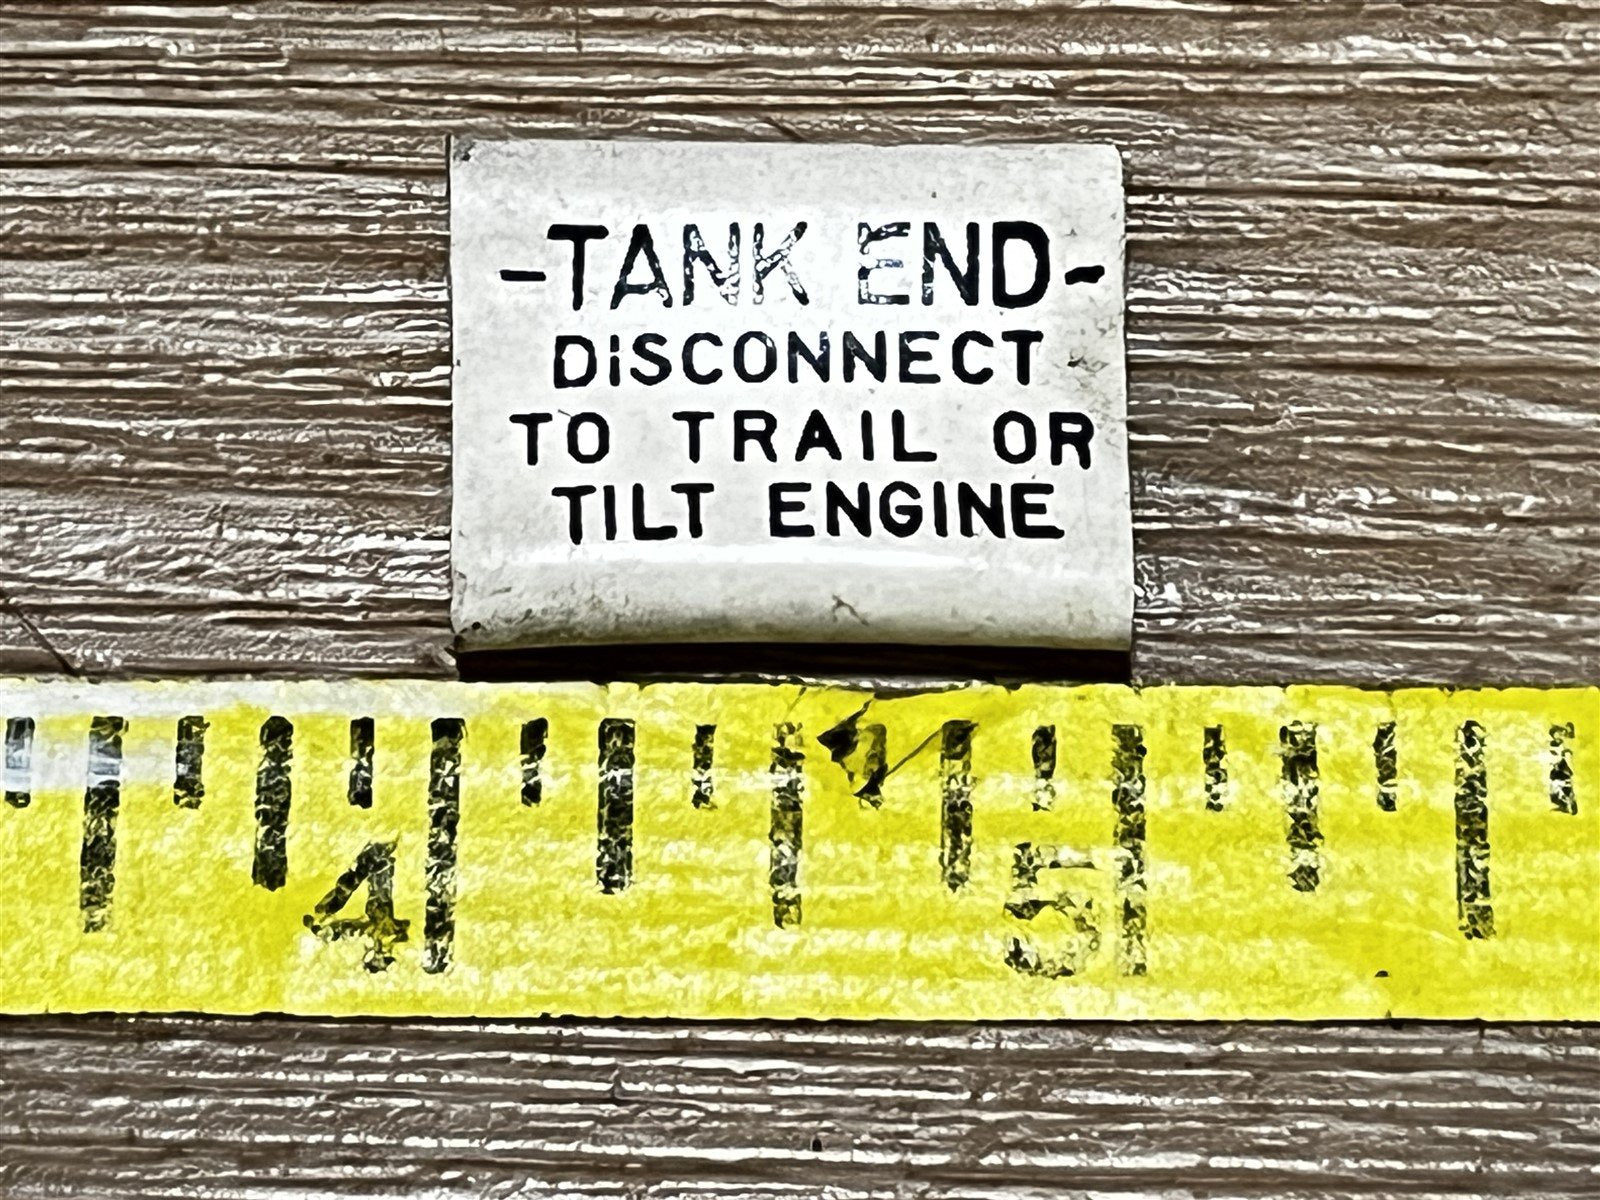 -TANK END-
DiSCONNECT
TO TRAIL OR
TILT ENGINE
4 5